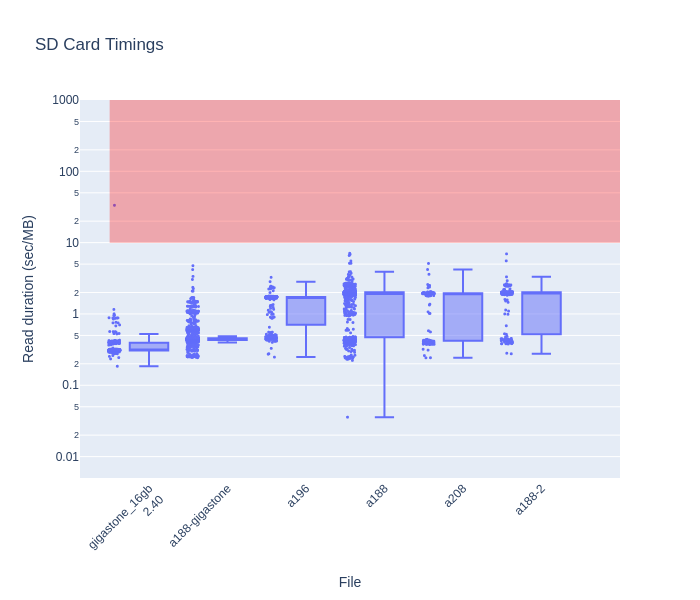 SD Card Timings
1000
5
2
100
5
2
10
5
2
1
5
2
0.1
5
2
0.01
Read duration (sec/MB)
gigastone_16gb
2.40
a188-gigastone
a196
a188
a208
a188-2
File